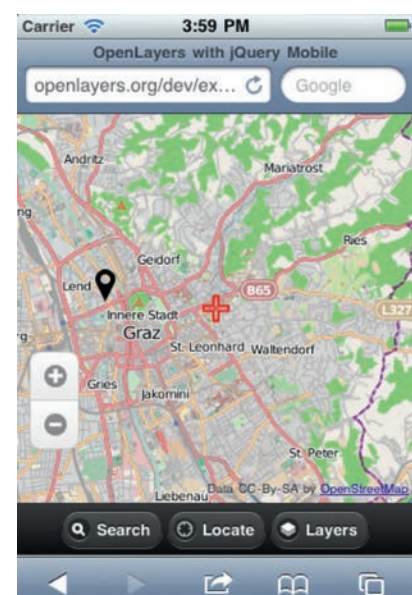 Carrier 3:59 PM
OpenLayers with jQuery Mobile
openlayers.org/dev/ex... Google
Andritz
Mariatrost
ng
Ries
Geidorf
Lend
B65
L327
Innere Stadt
Graz
St. Leonhard
Waltendorf
Gries
Jakomini
St. Peter
Liebenau
Data CC-By-SA by OpenStreetMap
Search Locate Layers